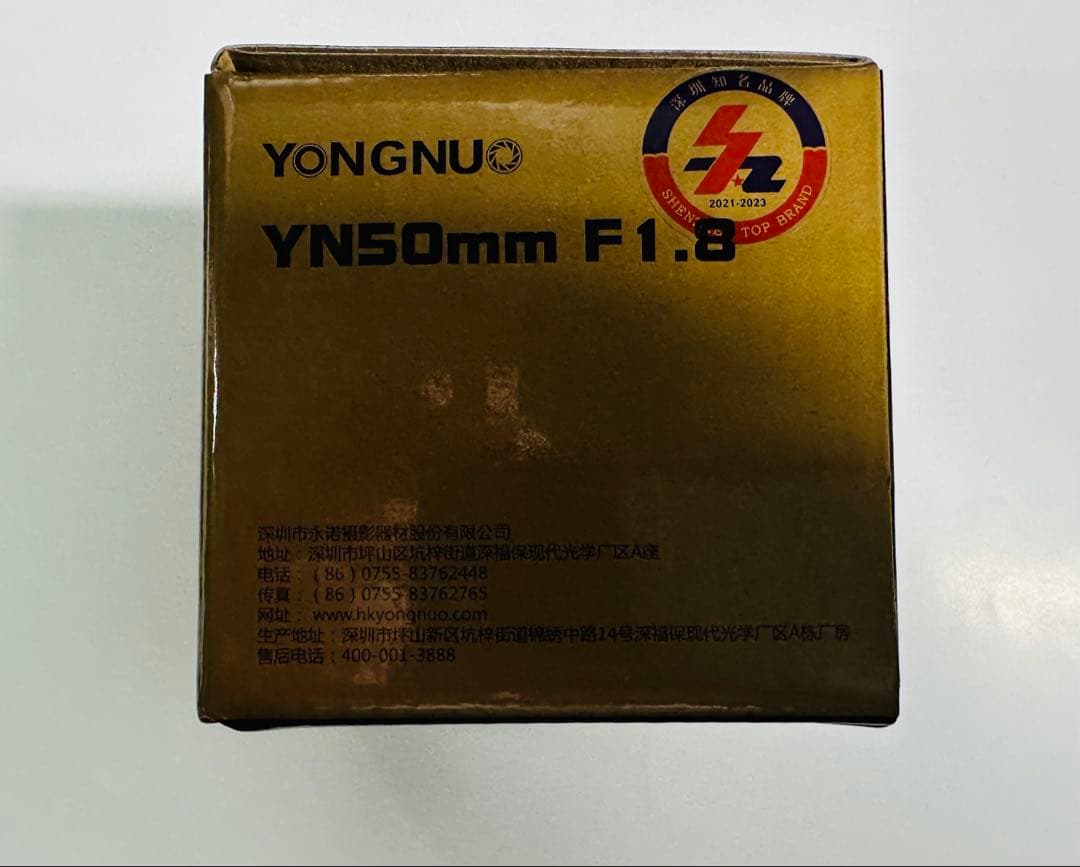 深圳知名品牌
2021-2023
SHENZHEN TOP BRAND
YONGNUO
YN50mm F1.8
深圳市永诺摄影器材股份有限公司
地址：深圳市坪山区坑梓街道深福保现代光学厂区A座
电话：（86）0755-83762448
传真：（86）0755-83762765
网址：www.hkyongnuo.com
生产地址：深圳市坪山新区坑梓街道锦绣中路14号深福保现代光学厂区A栋厂房
售后电话：400-001-3888